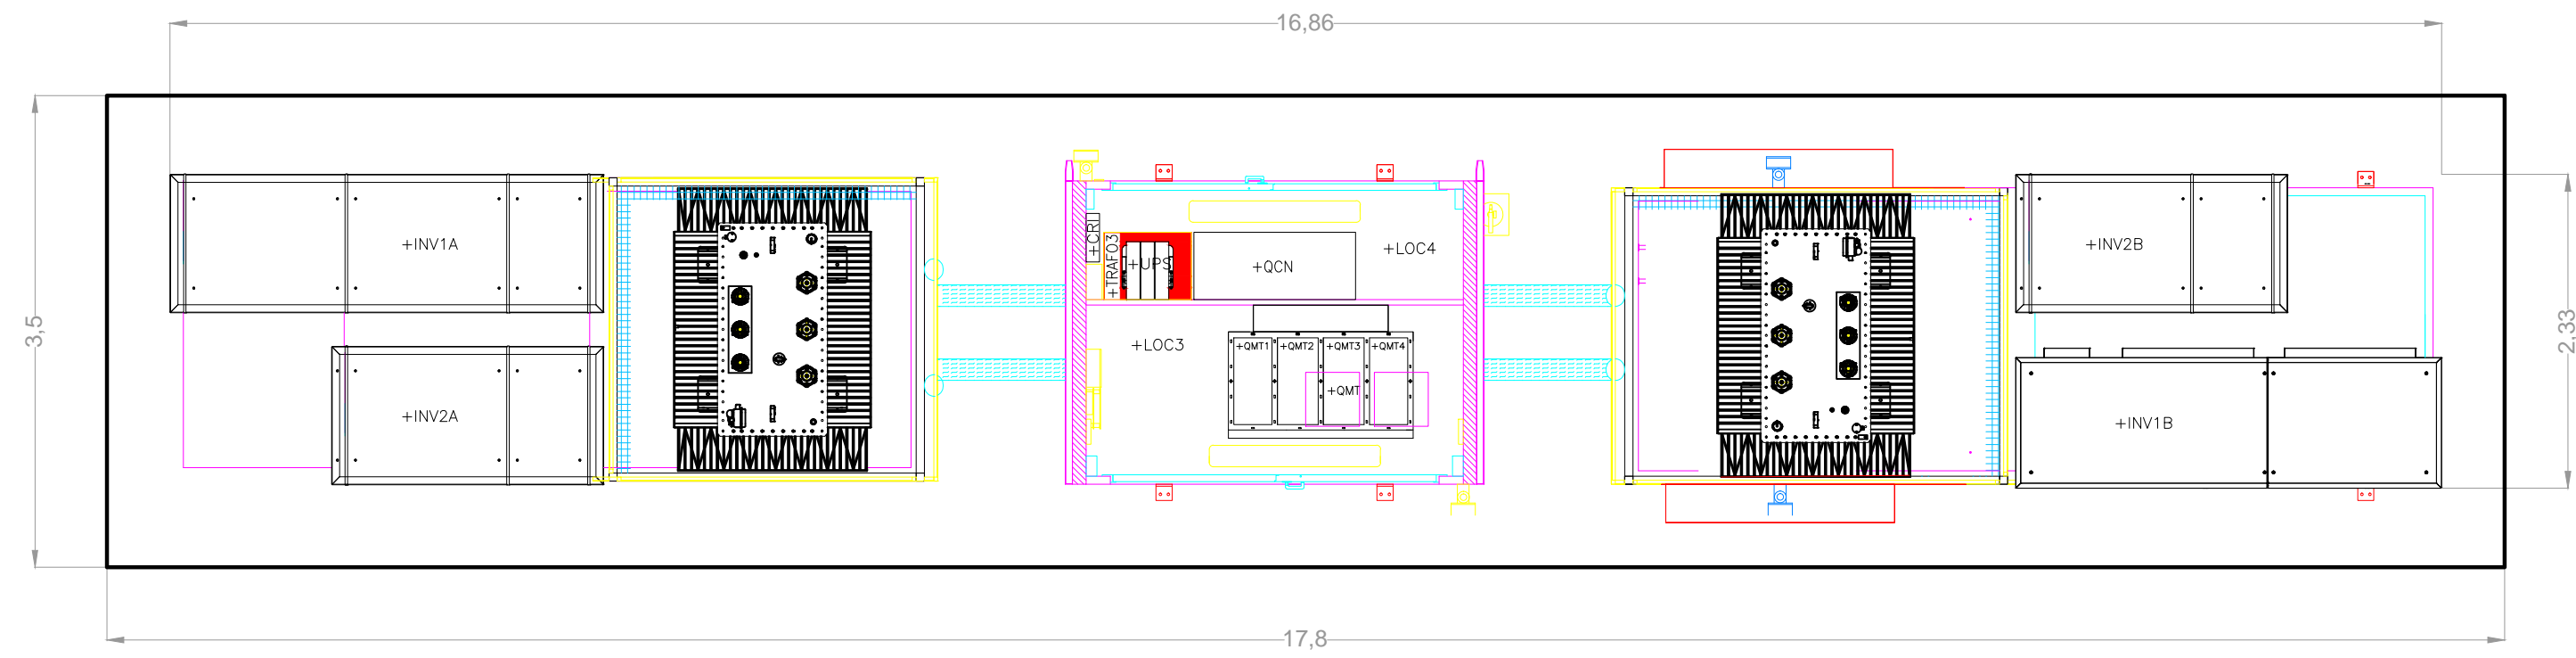 16,86
3,5
+INV1A
+INV2A
+CRI
+TRAFO3
+UPS
+QCN
+LOC4
+LOC3
+QMT1
+QMT2
+QMT3
+QMT4
+QMT
+INV2B
+INV1B
2,33
17,8